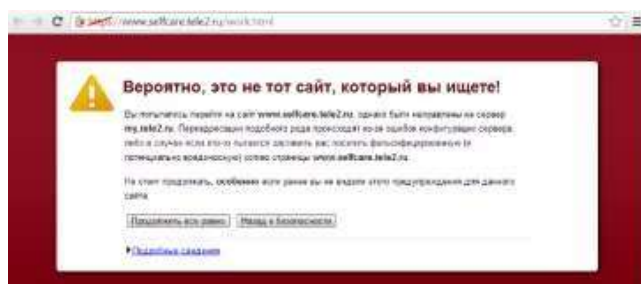 https://www.selfcare.tele2.ru/work.html
Вероятно, это не тот сайт, который вы ищете!
Вы попытались перейти на сайт www.selfcare.tele2.ru, однако были направлены на сервер
my.tele2.ru. Переадресации подобного рода происходят из-за ошибок конфигурации сервера
либо в случае если кто-то пытается заставить вас посетить фальсифицированную (и
потенциально вредоносную) копию страницы www.selfcare.tele2.ru.
Не стоит продолжать, особенно если ранее вы не видели этого предупреждения для данного
сайта.
Продолжить все равно Назад к безопасности
Подробные сведения